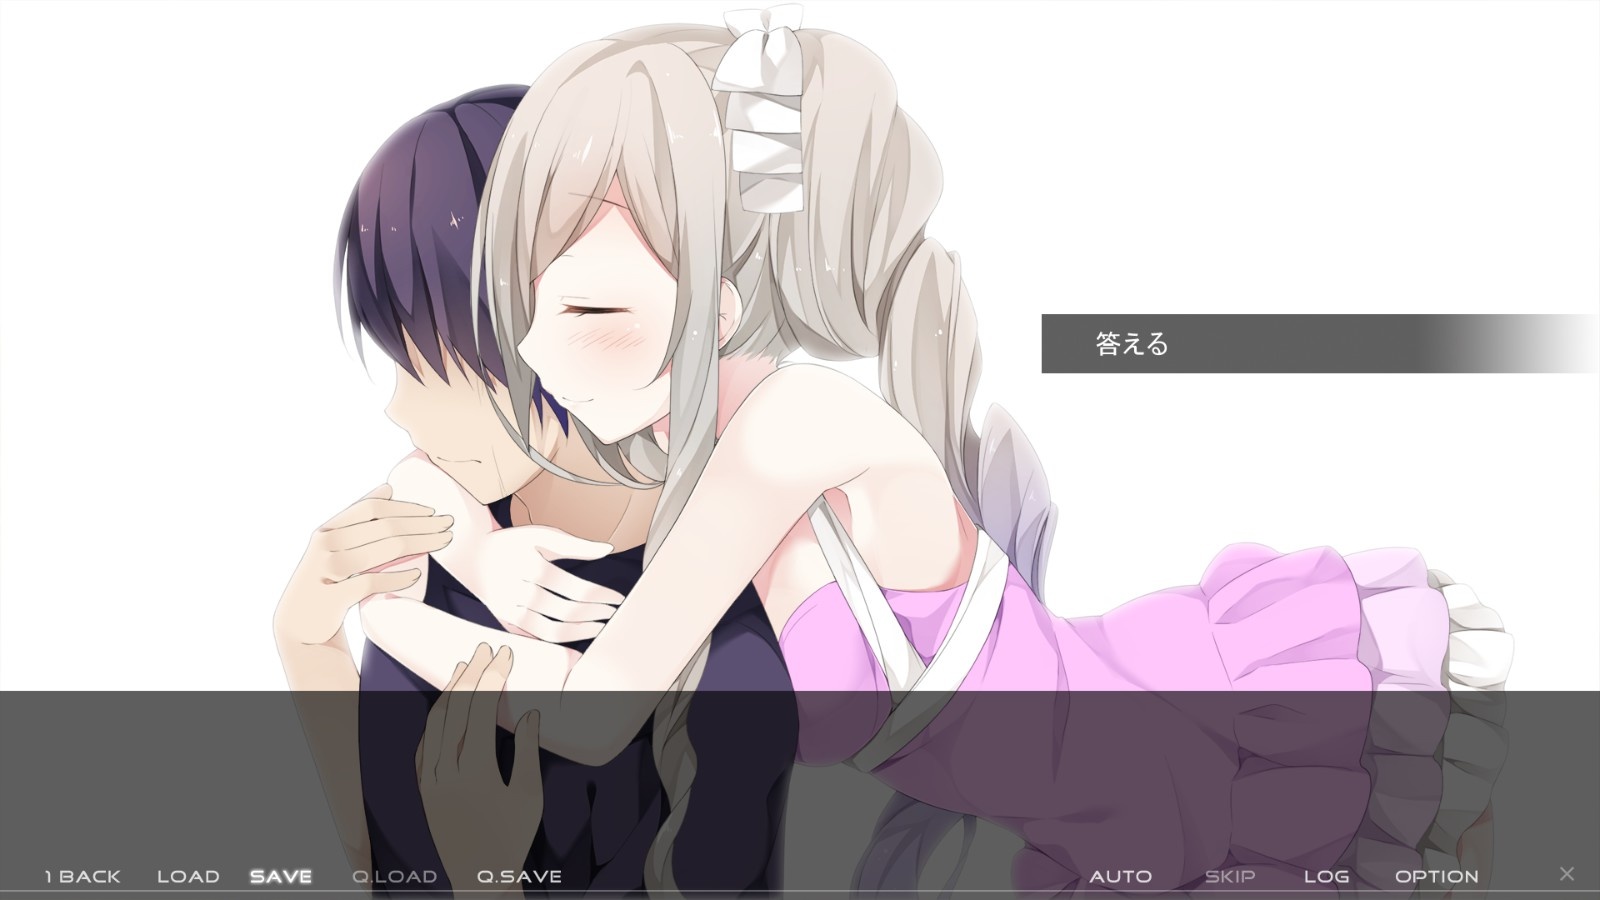 答える
1 BACK LOAD SAVE Q.LOAD Q.SAVE AUTO SKIP LOG OPTION ×